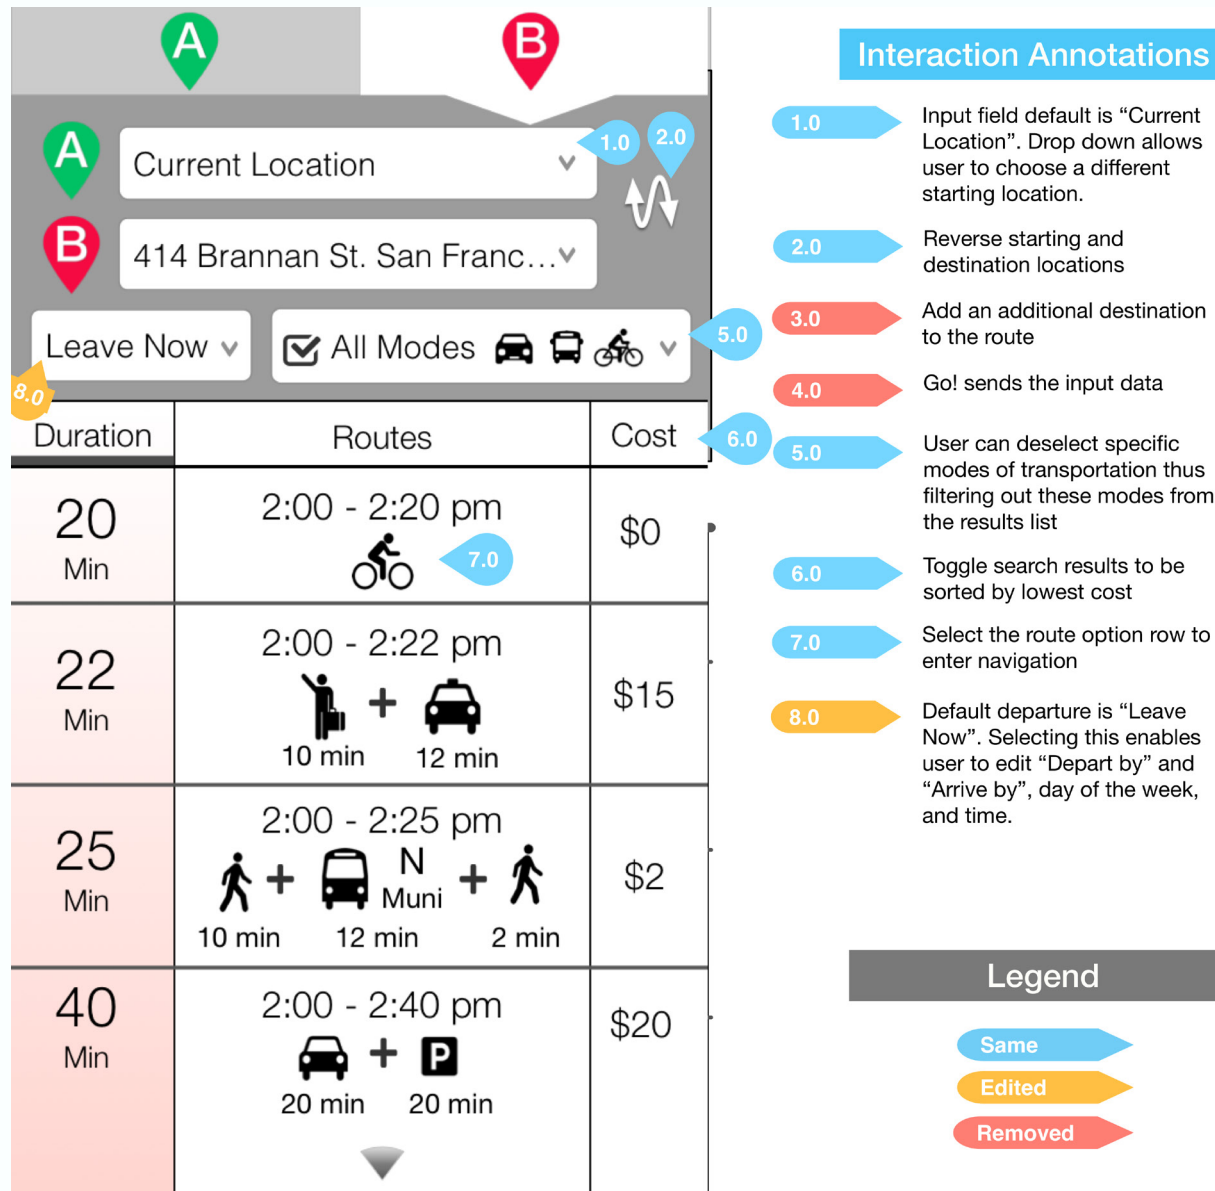 A
B
A
Current Location
1.0
2.0
B
414 Brannan St. San Franc...
Leave Now
All Modes
5.0
8.0
Duration
Routes
Cost
6.0
20
Min
2:00 - 2:20 pm
7.0
$0
22
Min
2:00 - 2:22 pm
+
10 min
12 min
$15
25
Min
2:00 - 2:25 pm
+
N
Muni
+
10 min
12 min
2 min
$2
40
Min
2:00 - 2:40 pm
+
P
20 min
20 min
$20
Interaction Annotations
1.0
Input field default is “Current
Location”. Drop down allows
user to choose a different
starting location.
2.0
Reverse starting and
destination locations
3.0
Add an additional destination
to the route
4.0
Go! sends the input data
5.0
User can deselect specific
modes of transportation thus
filtering out these modes from
the results list
6.0
Toggle search results to be
sorted by lowest cost
7.0
Select the route option row to
enter navigation
8.0
Default departure is “Leave
Now”. Selecting this enables
user to edit “Depart by” and
“Arrive by”, day of the week,
and time.
Legend
Same
Edited
Removed